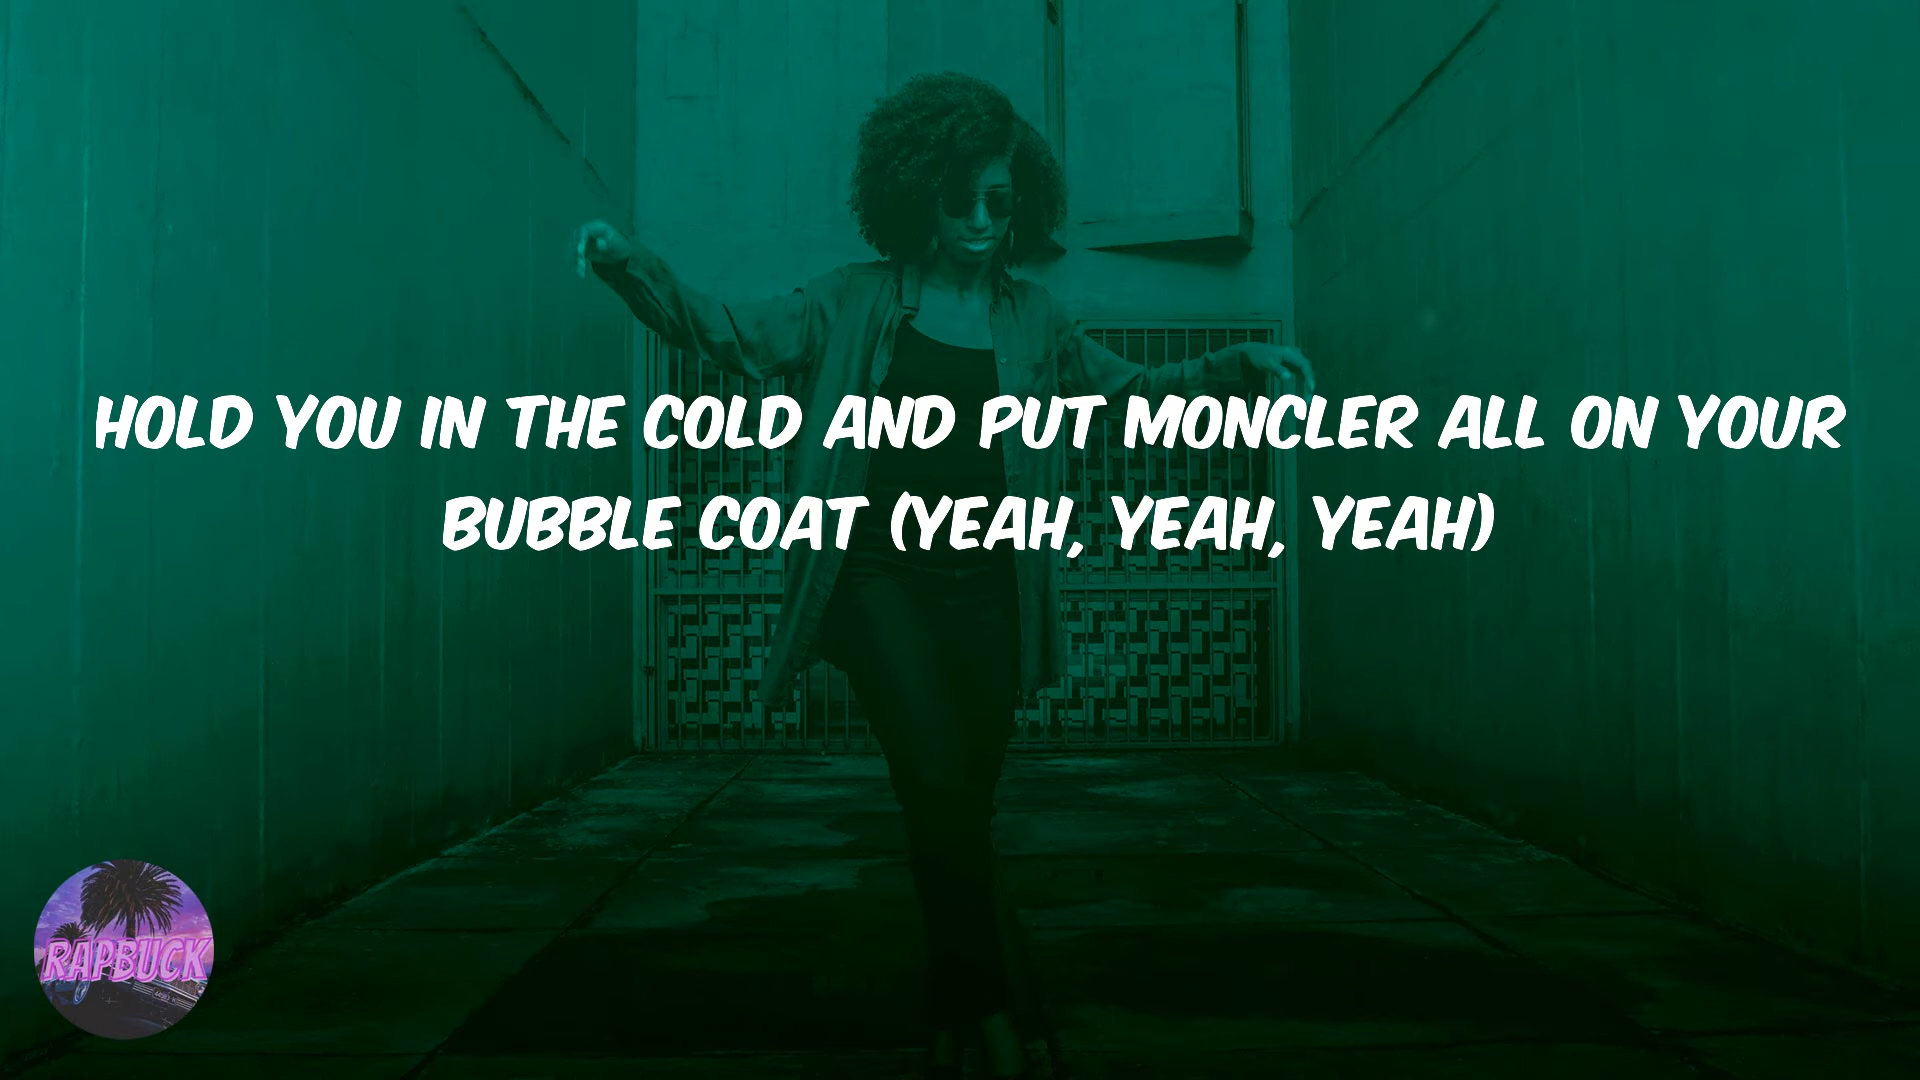 HOLD YOU IN THE COLD AND PUT MONCLER ALL ON YOUR
BUBBLE COAT (YEAH, YEAH, YEAH)
RAPBUCK